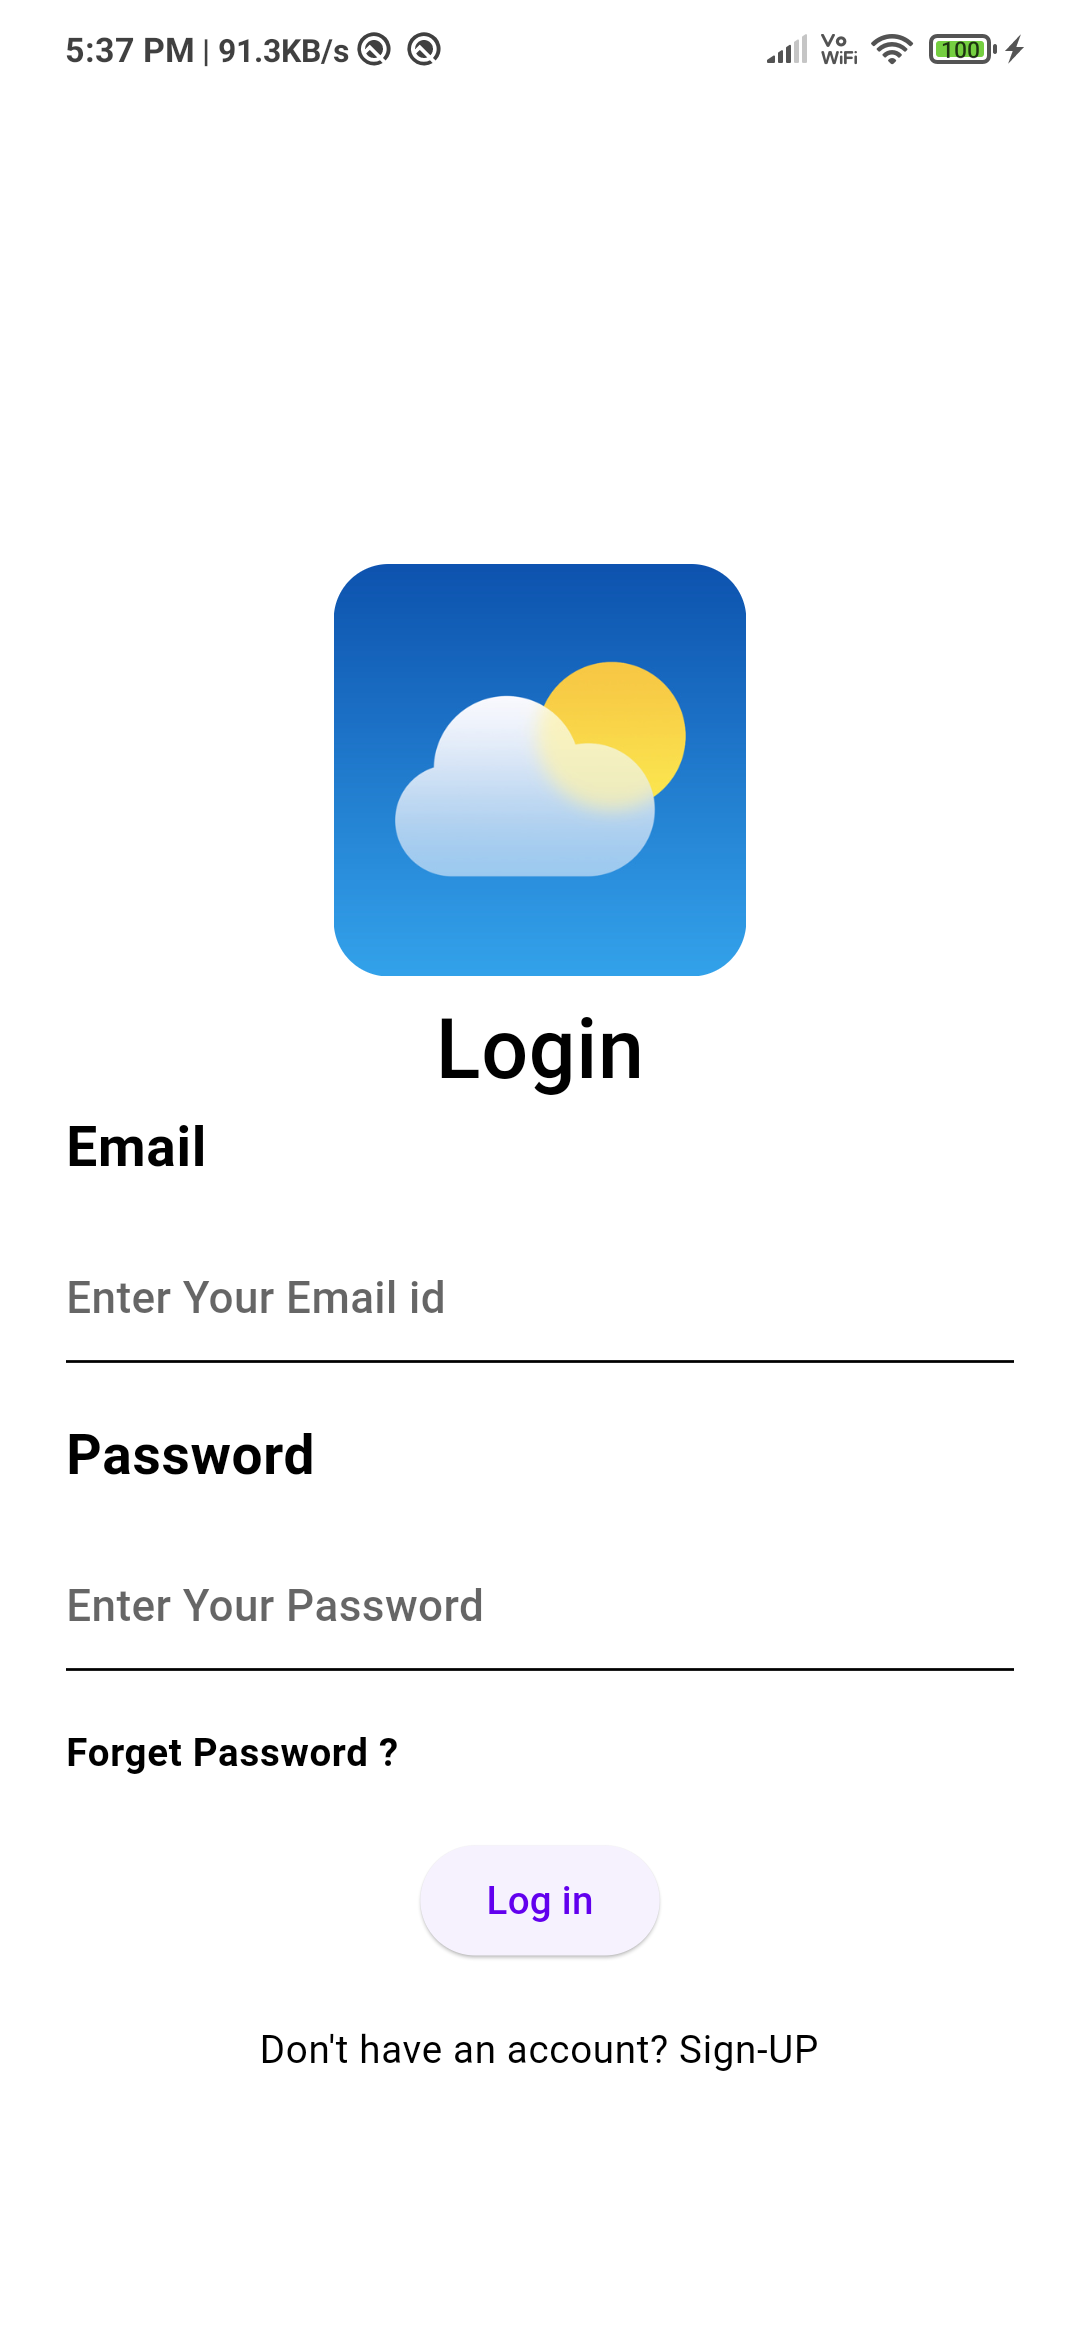 5:37 PM | 91.3KB/s Vo WiFi 100
Login
Email
Enter Your Email id
Password
Enter Your Password
Forget Password ?
Log in
Don't have an account? Sign-UP